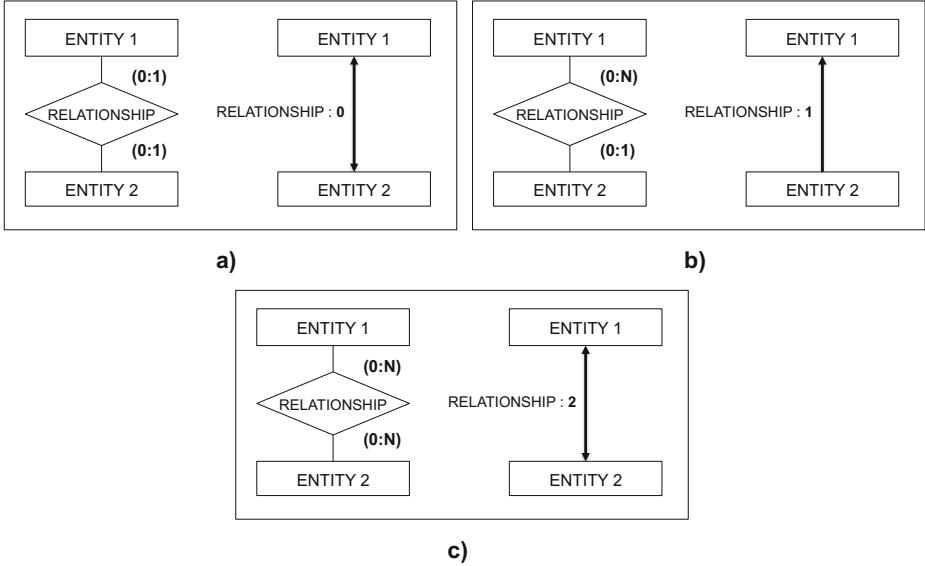 ENTITY 1
(0:1)
RELATIONSHIP
(0:1)
ENTITY 2
ENTITY 1
RELATIONSHIP : 0
ENTITY 2
a)
ENTITY 1
(0:N)
RELATIONSHIP
(0:1)
ENTITY 2
ENTITY 1
RELATIONSHIP : 1
ENTITY 2
b)
ENTITY 1
(0:N)
RELATIONSHIP
(0:N)
ENTITY 2
ENTITY 1
RELATIONSHIP : 2
ENTITY 2
c)